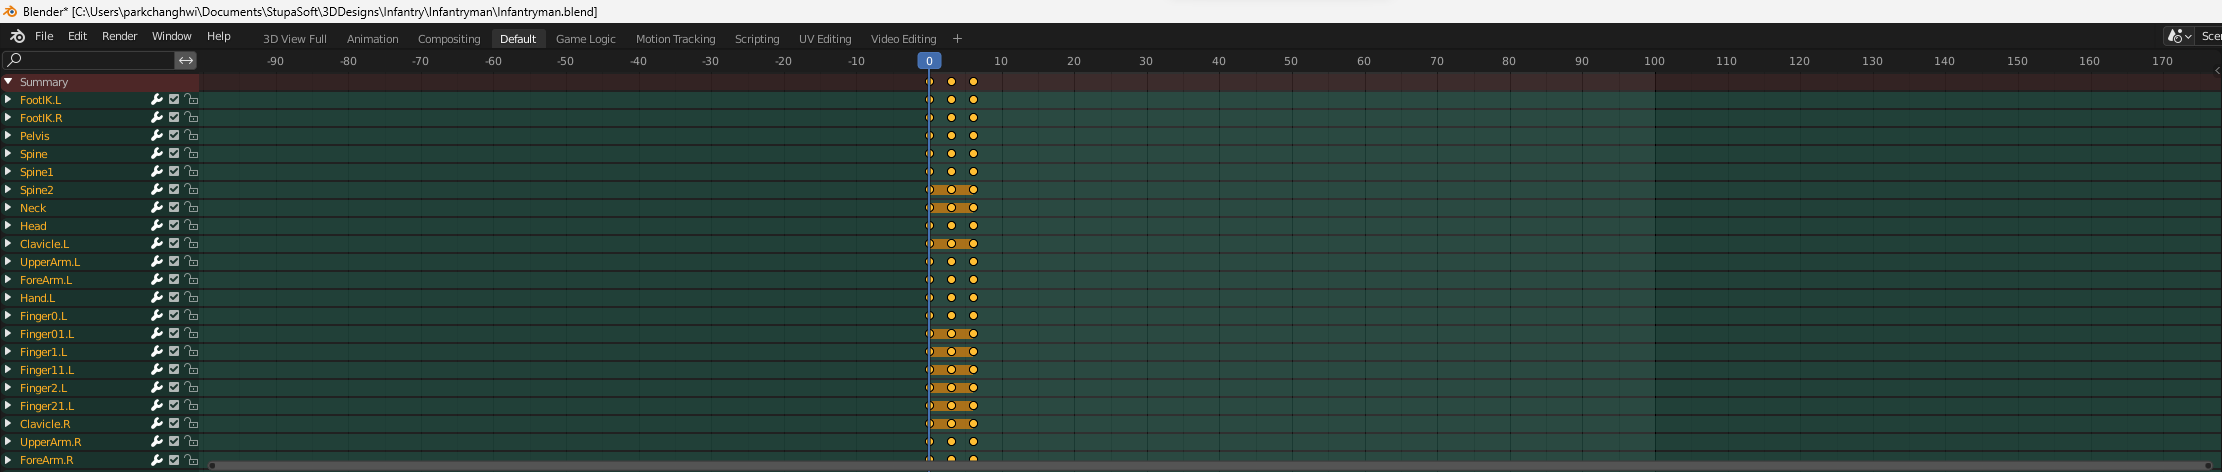 Blender* [C:\Users\parkchanghwi\Documents\StupaSoft\3DDesigns\Infantry\Infantryman\Infantryman.blend]
File Edit Render Window Help 3D View Full Animation Compositing Default Game Logic Motion Tracking Scripting UV Editing Video Editing + Scer
-90 -80 -70 -60 -50 -40 -30 -20 -10 0 10 20 30 40 50 60 70 80 90 100 110 120 130 140 150 160 170
Summary
FootIK.L
FootIK.R
Pelvis
Spine
Spine1
Spine2
Neck
Head
Clavicle.L
UpperArm.L
ForeArm.L
Hand.L
Finger0.L
Finger01.L
Finger1.L
Finger11.L
Finger2.L
Finger21.L
Clavicle.R
UpperArm.R
ForeArm.R